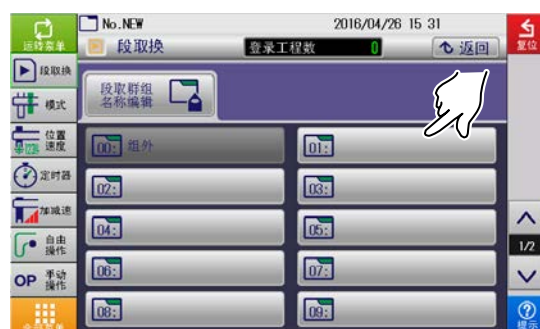 No.NEW 2016/04/26 15 31
运转菜单
段取换 登录工程数 0 返回
复位
段取换
段取群组
名称编辑
模式
00: 组外 01:
位置
速度
02: 03:
定时器
04: 05:
加减速
自由
操作
1/2
06: 07:
OP 手动
操作
08: 09:
提示